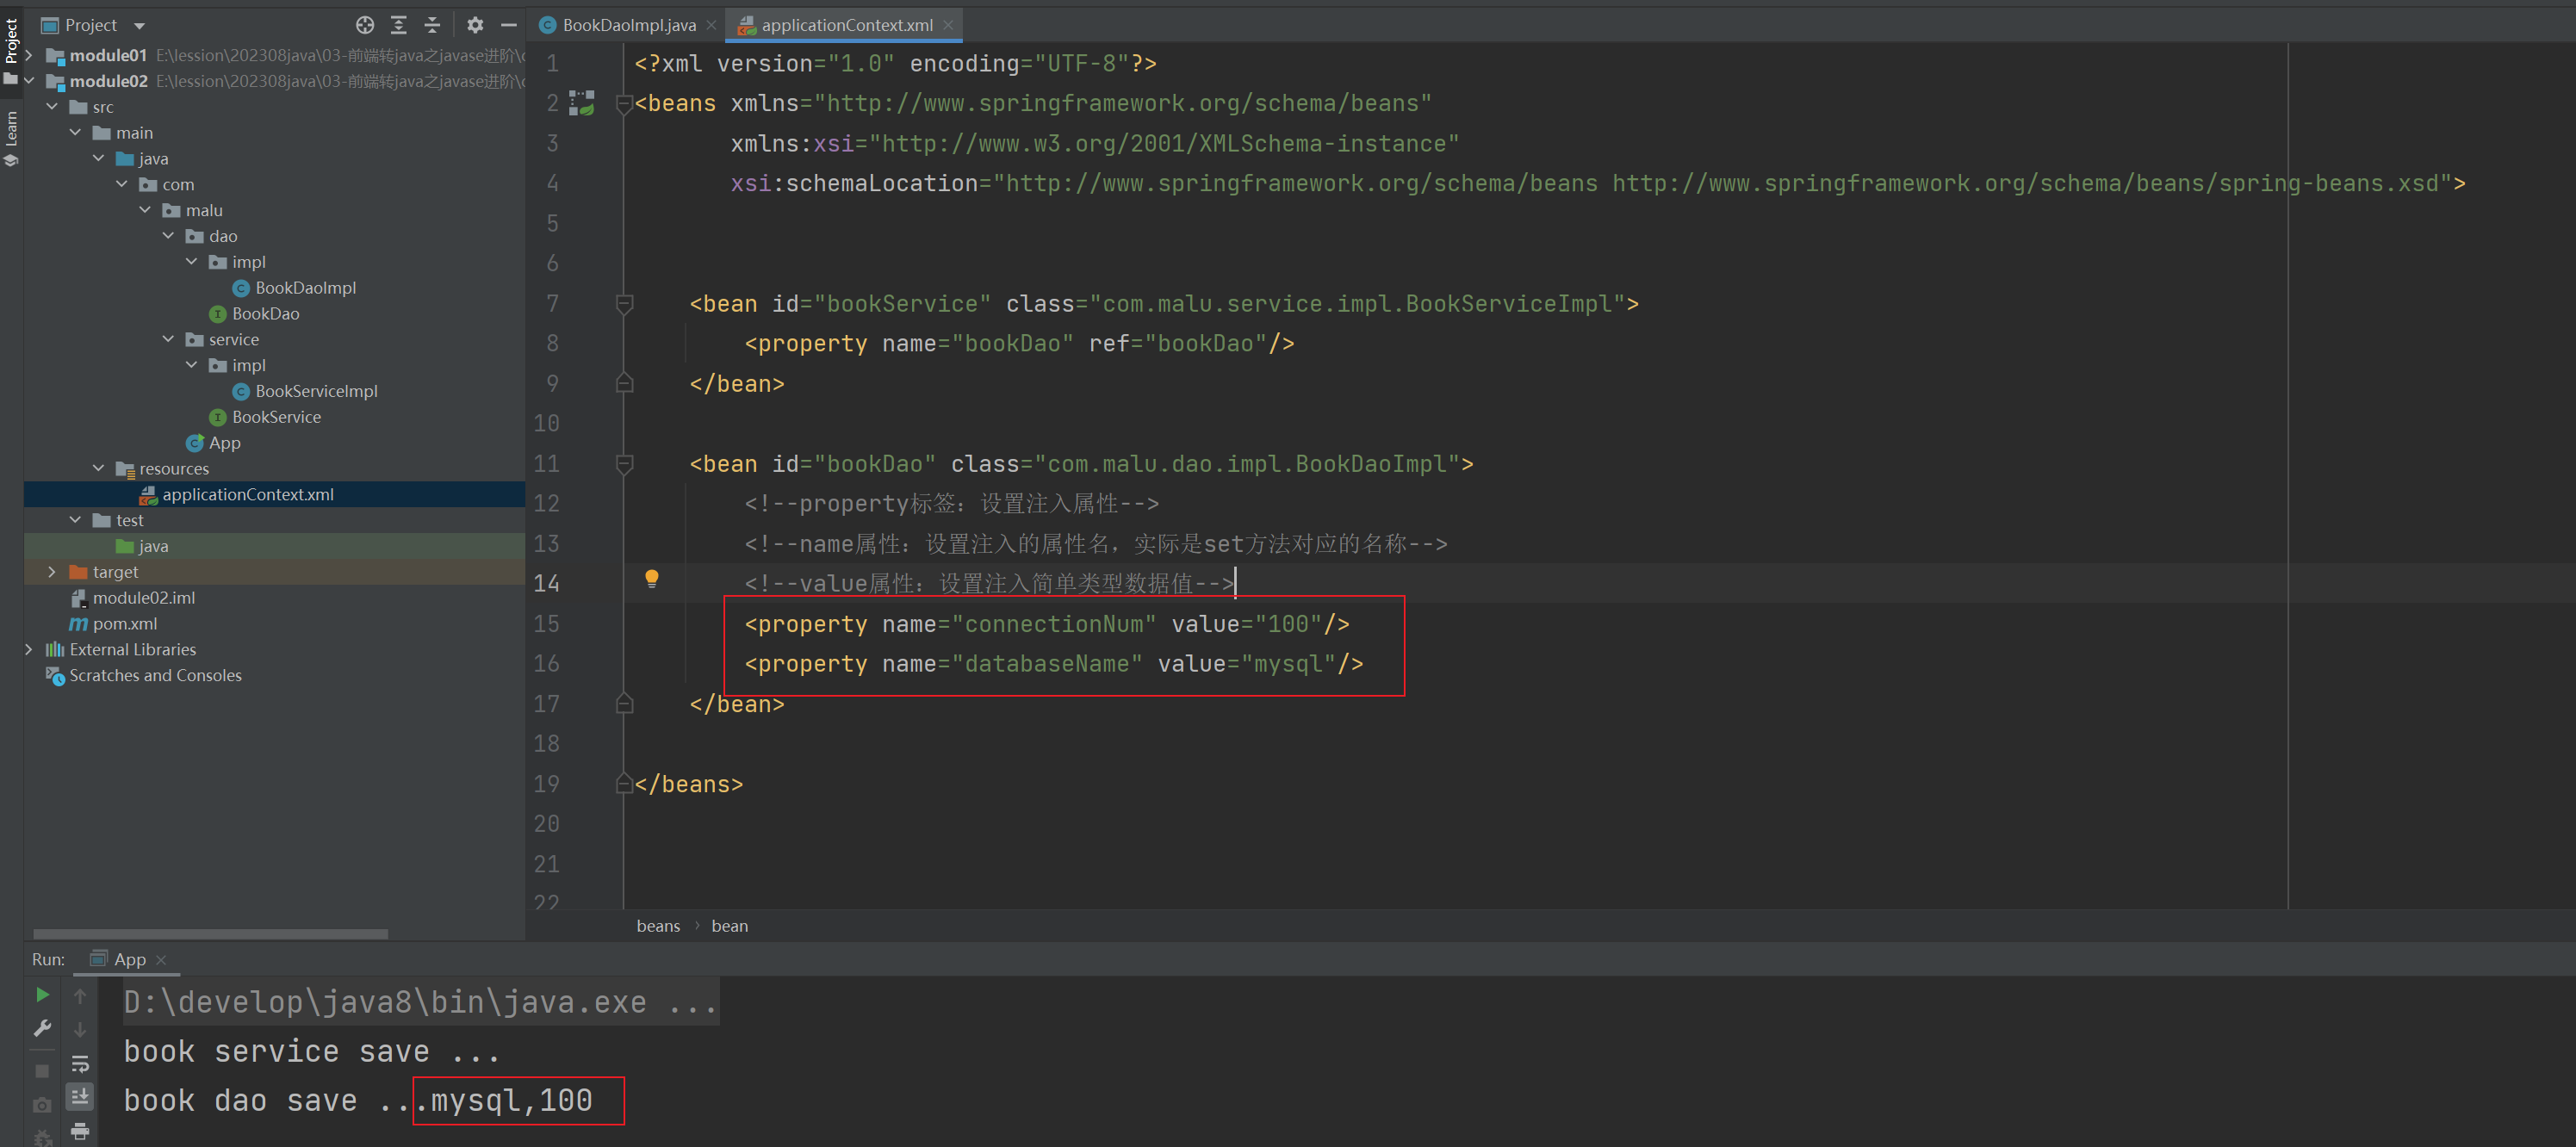 Project
Learn
Project
module01 E:\lession\202308java\03-前端转java之javase进阶\c
module02 E:\lession\202308java\03-前端转java之javase进阶\c
src
main
java
com
malu
dao
impl
BookDaoImpl
BookDao
service
impl
BookServiceImpl
BookService
App
resources
applicationContext.xml
test
java
target
module02.iml
pom.xml
External Libraries
Scratches and Consoles
BookDaoImpl.java
applicationContext.xml
1 <?xml version="1.0" encoding="UTF-8"?>
2 <beans xmlns="http://www.springframework.org/schema/beans"
3 xmlns:xsi="http://www.w3.org/2001/XMLSchema-instance"
4 xsi:schemaLocation="http://www.springframework.org/schema/beans http://www.springframework.org/schema/beans/spring-beans.xsd">
5
6
7 <bean id="bookService" class="com.malu.service.impl.BookServiceImpl">
8 <property name="bookDao" ref="bookDao"/>
9 </bean>
10
11 <bean id="bookDao" class="com.malu.dao.impl.BookDaoImpl">
12 <!--property标签：设置注入属性-->
13 <!--name属性：设置注入的属性名，实际是set方法对应的名称-->
14 <!--value属性：设置注入简单类型数据值-->
15 <property name="connectionNum" value="100"/>
16 <property name="databaseName" value="mysql"/>
17 </bean>
18
19 </beans>
20
21
22
beans › bean
Run: App
D:\develop\java8\bin\java.exe ...
book service save ...
book dao save ...mysql,100